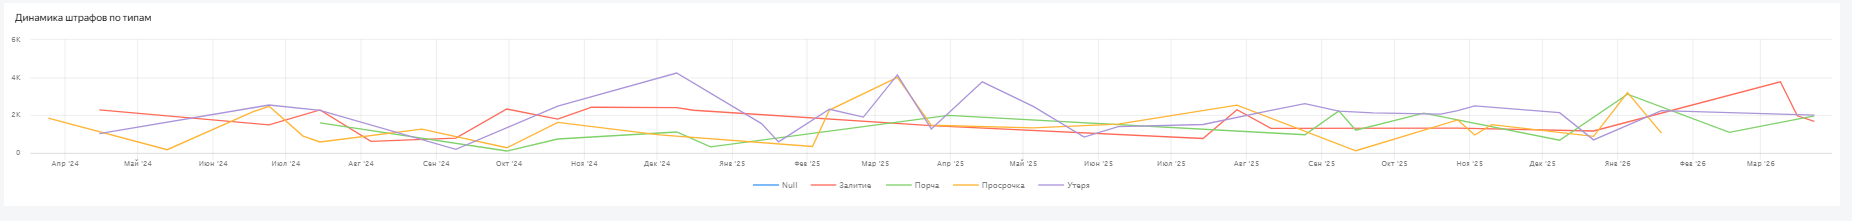 Динамика штрафов по типам
6K
4K
2K
0
Апр '24 Май '24 Июн '24 Июл '24 Авг '24 Сен '24 Окт '24 Ноя '24 Дек '24 Янв '25 Фев '25 Мар '25 Апр '25 Май '25 Июн '25 Июл '25 Авг '25 Сен '25 Окт '25 Ноя '25 Дек '25 Янв '26 Фев '26 Мар '26
Null Залитие Порча Просрочка Утеря